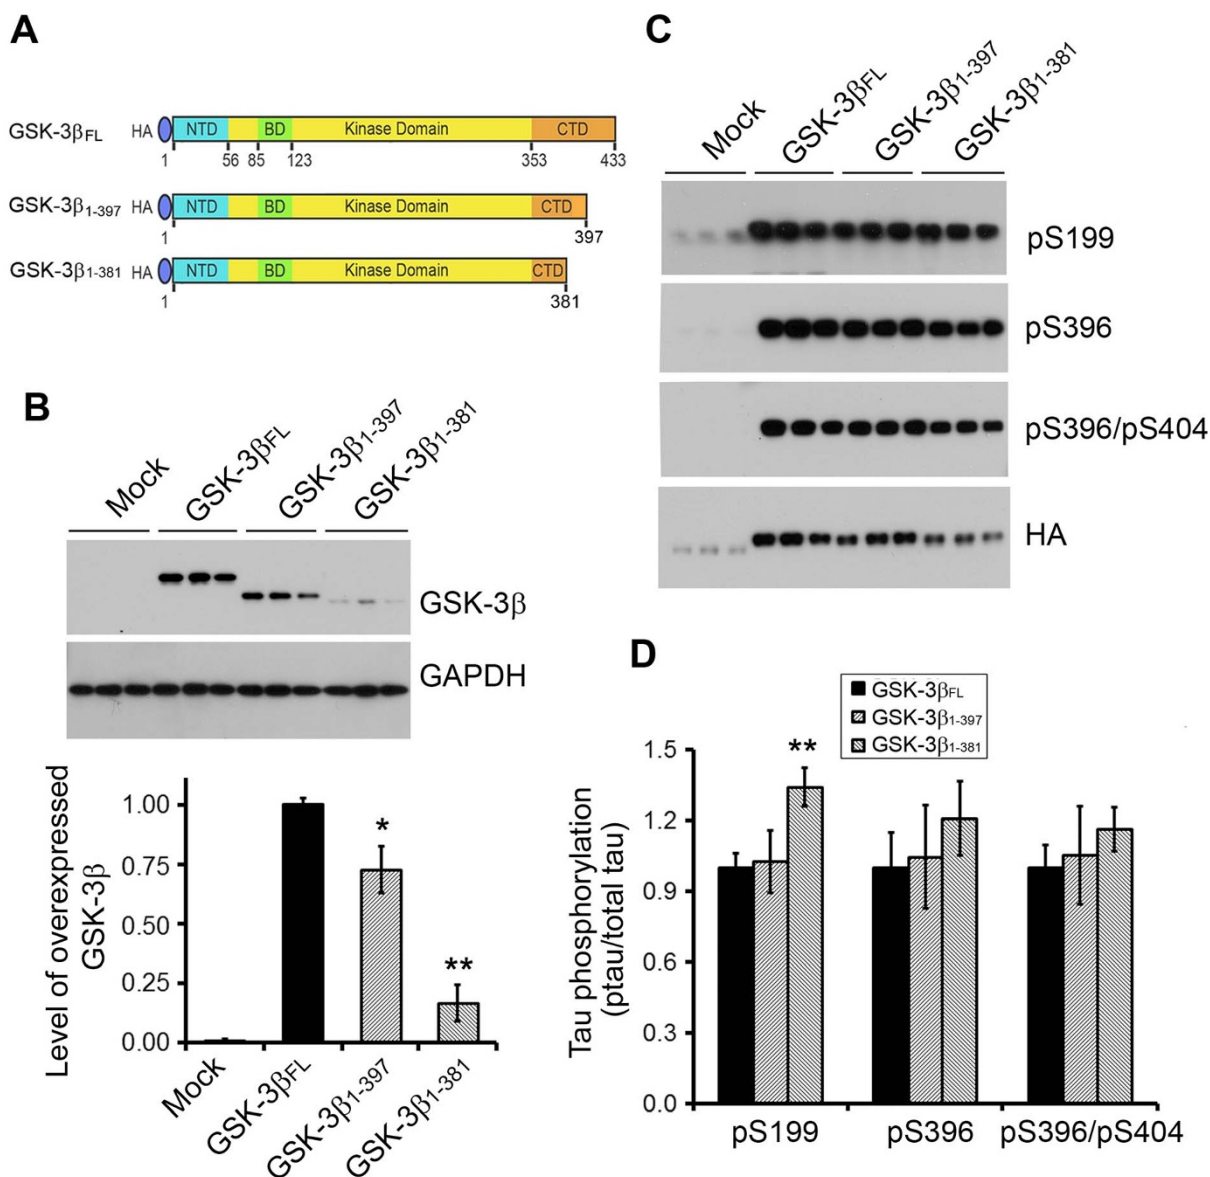 A
GSK-3βFL HA NTD BD Kinase Domain CTD
1 56 85 123 353 433
GSK-3β1-397 HA NTD BD Kinase Domain CTD
1 397
GSK-3β1-381 HA NTD BD Kinase Domain CTD
1 381
B
Mock GSK-3βFL GSK-3β1-397 GSK-3β1-381
GSK-3β
GAPDH
Level of overexpressed
GSK-3β
1.00
0.75
0.50
0.25
0.00
*
**
Mock GSK-3βFL GSK-3β1-397 GSK-3β1-381
C
Mock GSK-3βFL GSK-3β1-397 GSK-3β1-381
pS199
pS396
pS396/pS404
HA
D
GSK-3βFL
GSK-3β1-397
GSK-3β1-381
Tau phosphorylation
(ptau/total tau)
1.5
1.2
0.9
0.6
0.3
0.0
**
pS199 pS396 pS396/pS404